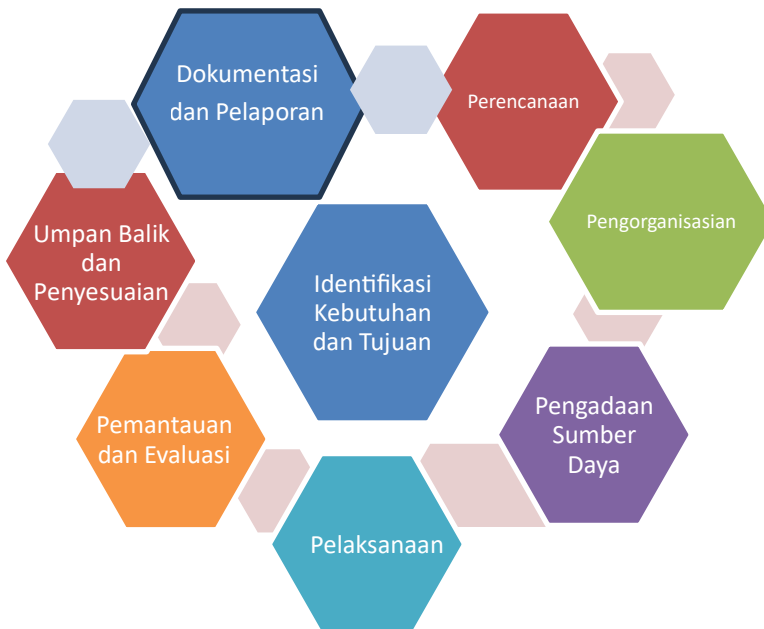 Dokumentasi
dan Pelaporan
Perencanaan
Pengorganisasian
Umpan Balik
dan
Penyesuaian
Identifikasi
Kebutuhan
dan Tujuan
Pengadaan
Sumber
Daya
Pemantauan
dan Evaluasi
Pelaksanaan